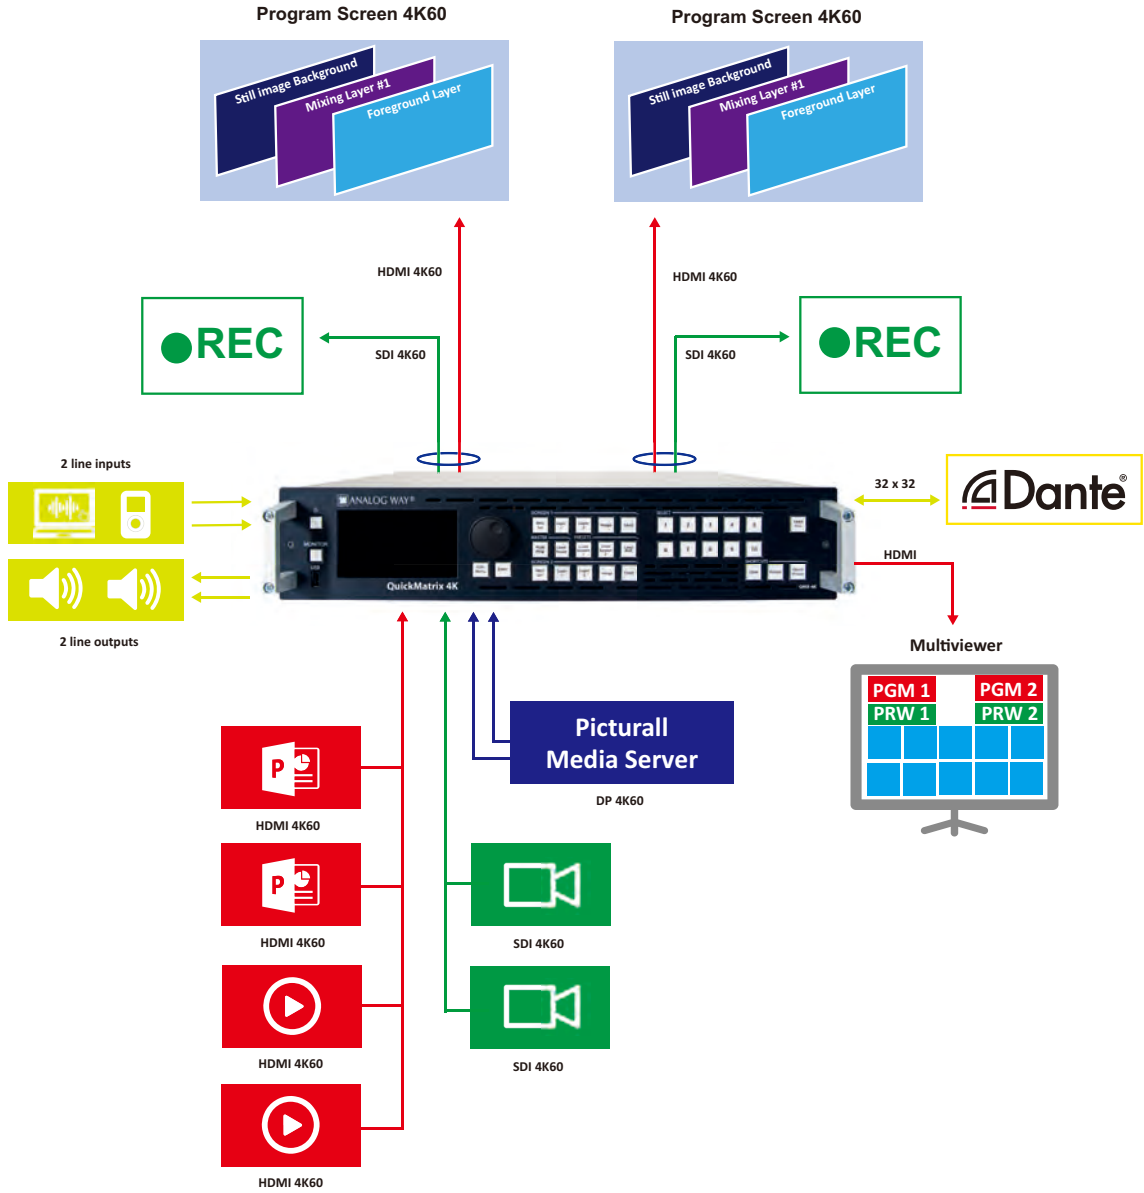 Program Screen 4K60
Program Screen 4K60
Still image Background
Mixing Layer #1
Foreground Layer
Still image Background
Mixing Layer #1
Foreground Layer
HDMI 4K60
HDMI 4K60
REC
SDI 4K60
SDI 4K60
REC
2 line inputs
ANALOG WAY®
32 x 32
Dante®
MONITOR
USB
QuickMatrix 4K
HDMI
2 line outputs
Multiviewer
PGM 1
PGM 2
PRW 1
PRW 2
Picturall
Media Server
DP 4K60
P
HDMI 4K60
P
HDMI 4K60
SDI 4K60
HDMI 4K60
SDI 4K60
HDMI 4K60